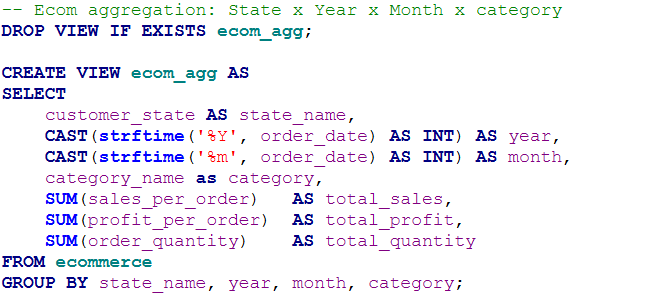 -- Ecom aggregation: State x Year x Month x category
DROP VIEW IF EXISTS ecom_agg;

CREATE VIEW ecom_agg AS
SELECT
    customer_state AS state_name,
    CAST(strftime('%Y', order_date) AS INT) AS year,
    CAST(strftime('%m', order_date) AS INT) AS month,
    category_name as category,
    SUM(sales_per_order)   AS total_sales,
    SUM(profit_per_order)  AS total_profit,
    SUM(order_quantity)    AS total_quantity
FROM ecommerce
GROUP BY state_name, year, month, category;